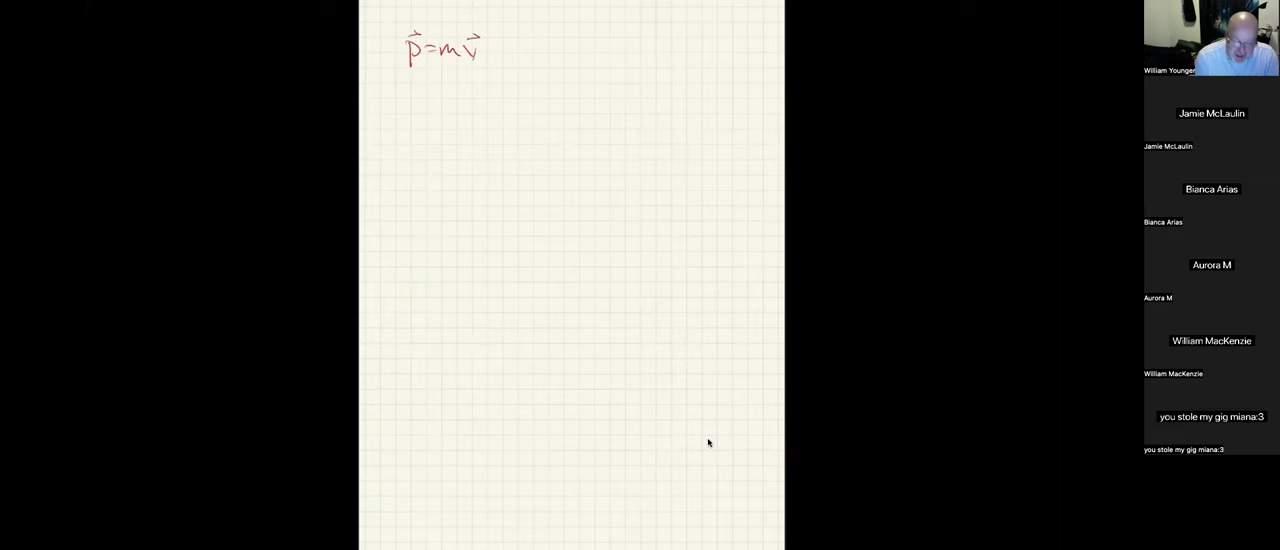 p⃗=mv⃗
William Younger
Jamie McLaulin
Jamie McLaulin
Bianca Arias
Bianca Arias
Aurora M
Aurora M
William MacKenzie
William MacKenzie
you stole my gig miana:3
you stole my gig miana:3